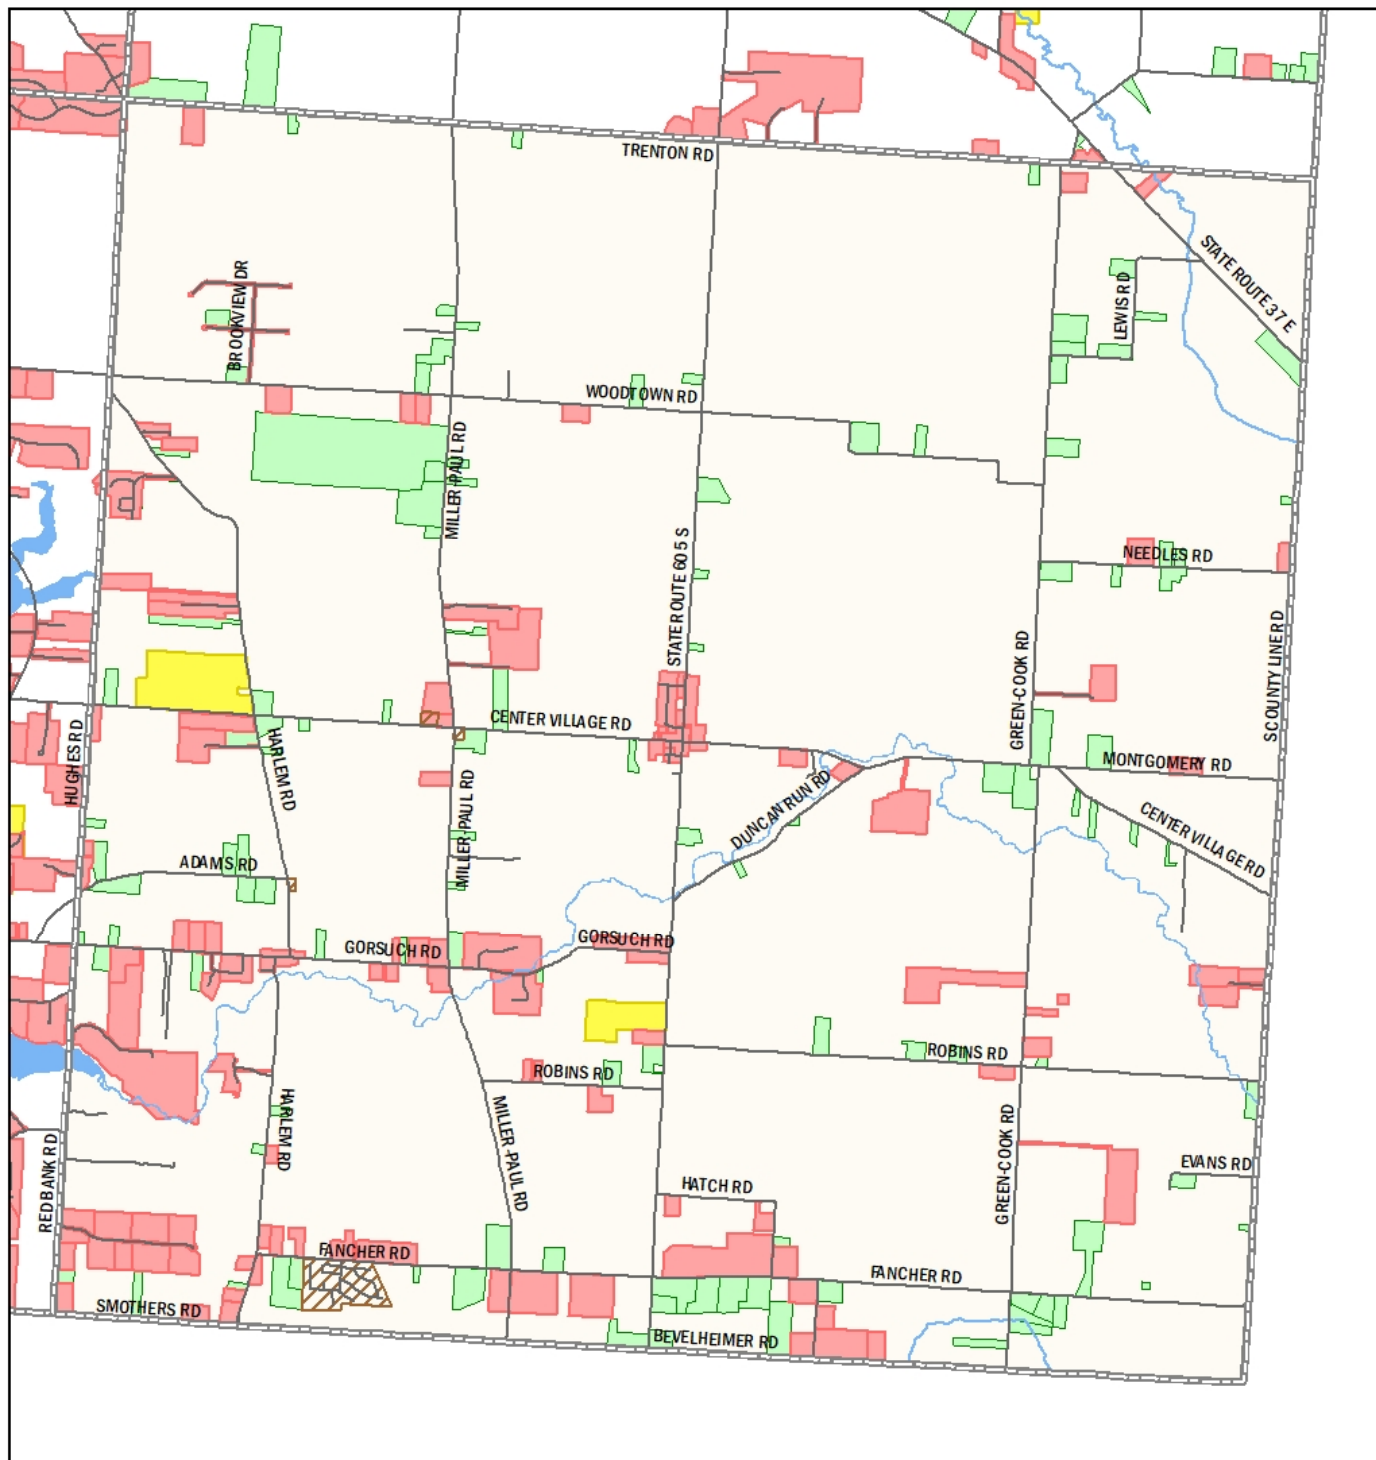 TRENTON RD
STATE ROUTE 37 E
BROOKVIEW DR
LEWIS RD
WOODTOWN RD
MILLER-PAUL RD
STATE ROUTE 605 S
NEEDLES RD
GREEN-COOK RD
S COUNTY LINE RD
CENTER VILLAGE RD
HUGHES RD
HARLEM RD
MONTGOMERY RD
MILLER-PAUL RD
DUNCAN RUN RD
CENTER VILLAGE RD
ADAMS RD
GORSUCH RD
GORSUCH RD
ROBINS RD
ROBINS RD
HARLEM RD
MILLER-PAUL RD
GREEN-COOK RD
RED BANK RD
EVANS RD
HATCH RD
FANCHER RD
FANCHER RD
SMOTHERS RD
BEVELHEIMER RD